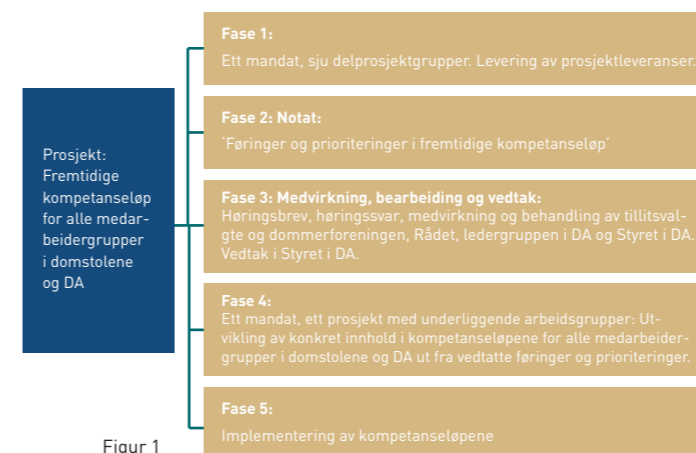 Prosjekt:
Fremtidige
kompetanseløp
for alle medar-
beidergrupper
i domstolene
og DA
Fase 1:
Ett mandat, sju delprosjektgrupper. Levering av prosjektleveranser.
Fase 2: Notat:
'Føringer og prioriteringer i fremtidige kompetanseløp'
Fase 3: Medvirkning, bearbeiding og vedtak:
Høringsbrev, høringssvar, medvirkning og behandling av tillitsval-
gte og dommerforeningen, Rådet, ledergruppen i DA og Styret i DA.
Vedtak i Styret i DA.
Fase 4:
Ett mandat, ett prosjekt med underliggende arbeidsgrupper: Ut-
vikling av konkret innhold i kompetanseløpene for alle medarbeider-
grupper i domstolene og DA ut fra vedtatte føringer og prioriteringer.
Fase 5:
Implementering av kompetanseløpene
Figur 1